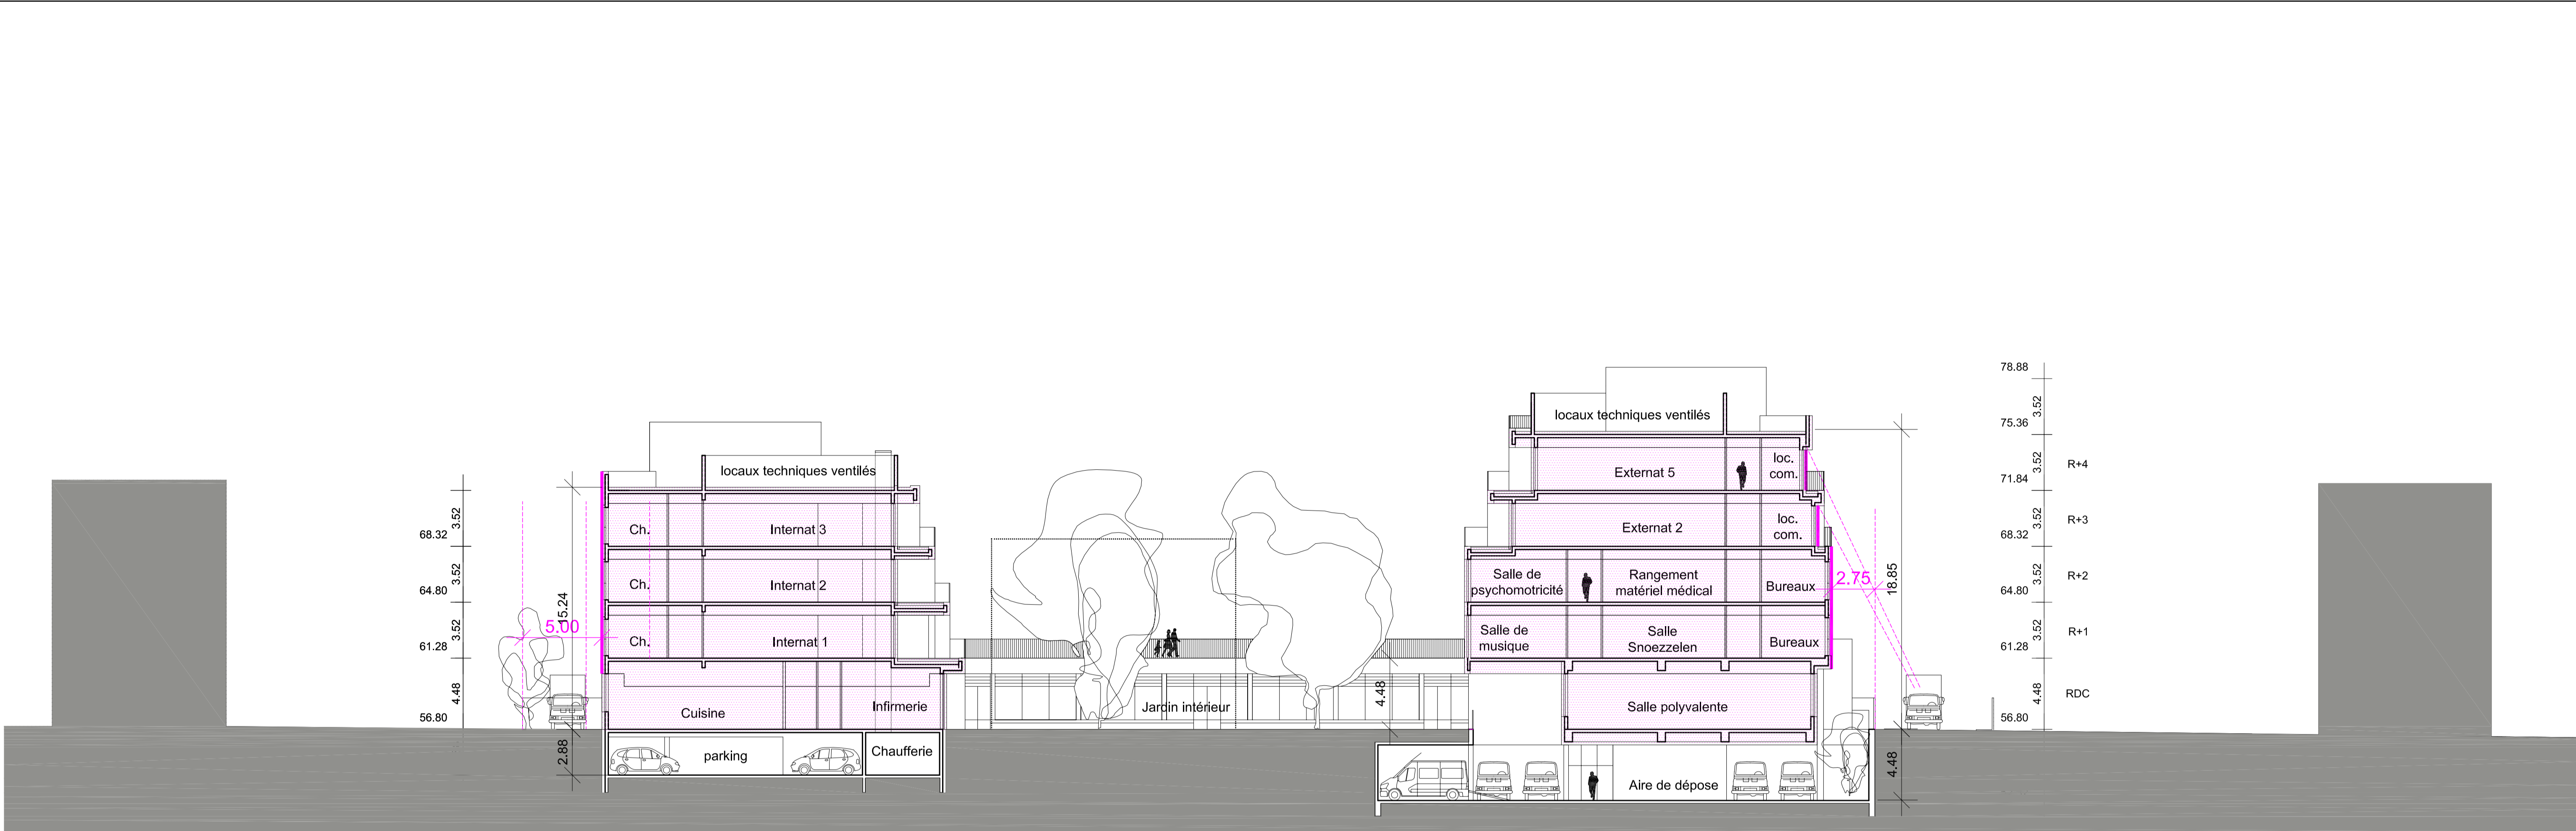 68.32
64.80
61.28
56.80
3.52
3.52
3.52
4.48
5.00
15.24
2.88
locaux techniques ventilés
Ch.
Internat 3
Ch.
Internat 2
Ch.
Internat 1
Cuisine
Infirmerie
parking
Chaufferie
Jardin intérieur
4.48
locaux techniques ventilés
Externat 5
loc.
com.
Externat 2
loc.
com.
Salle de
psychomotricité
Rangement
matériel médical
Bureaux
Salle de
musique
Salle
Snoezzelen
Bureaux
Salle polyvalente
Aire de dépose
2.75
18.85
4.48
78.88
3.52
75.36
3.52
R+4
71.84
3.52
R+3
68.32
3.52
R+2
64.80
3.52
R+1
61.28
4.48
RDC
56.80